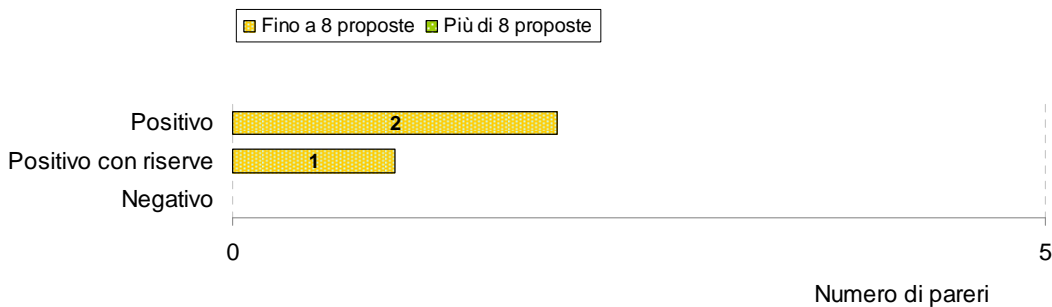 Fino a 8 proposte Più di 8 proposte
Positivo 2
Positivo con riserve 1
Negativo
0 5
Numero di pareri